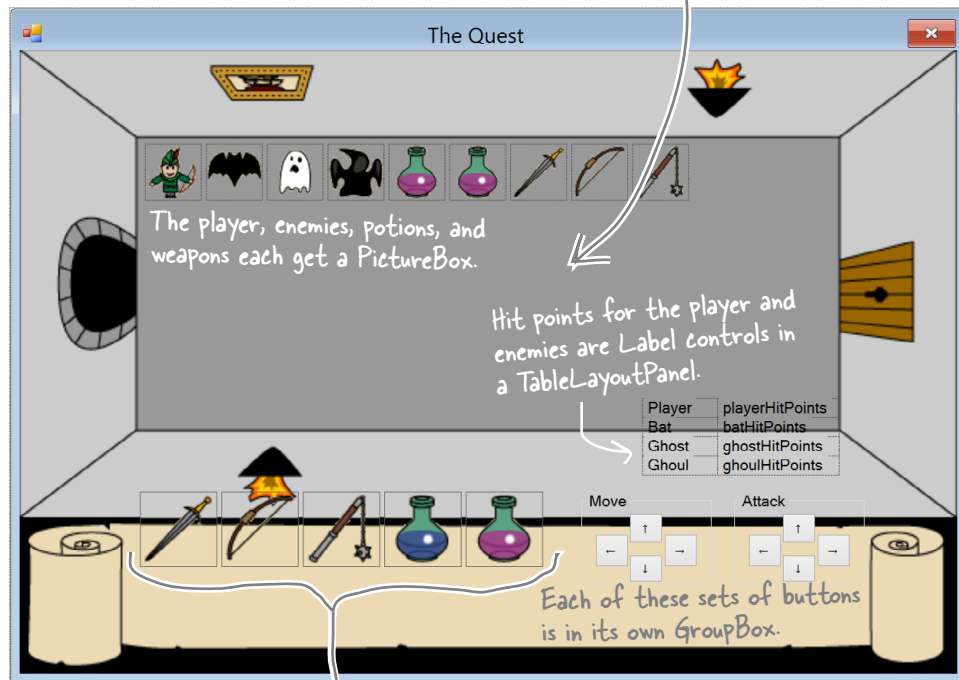 The Quest
The player, enemies, potions, and
weapons each get a PictureBox.
Hit points for the player and
enemies are Label controls in
a TableLayoutPanel.
Player playerHitPoints
Bat batHitPoints
Ghost ghostHitPoints
Ghoul ghoulHitPoints
Move Attack
↑ ↑
← → ← →
↓ ↓
Each of these sets of buttons
is in its own GroupBox.